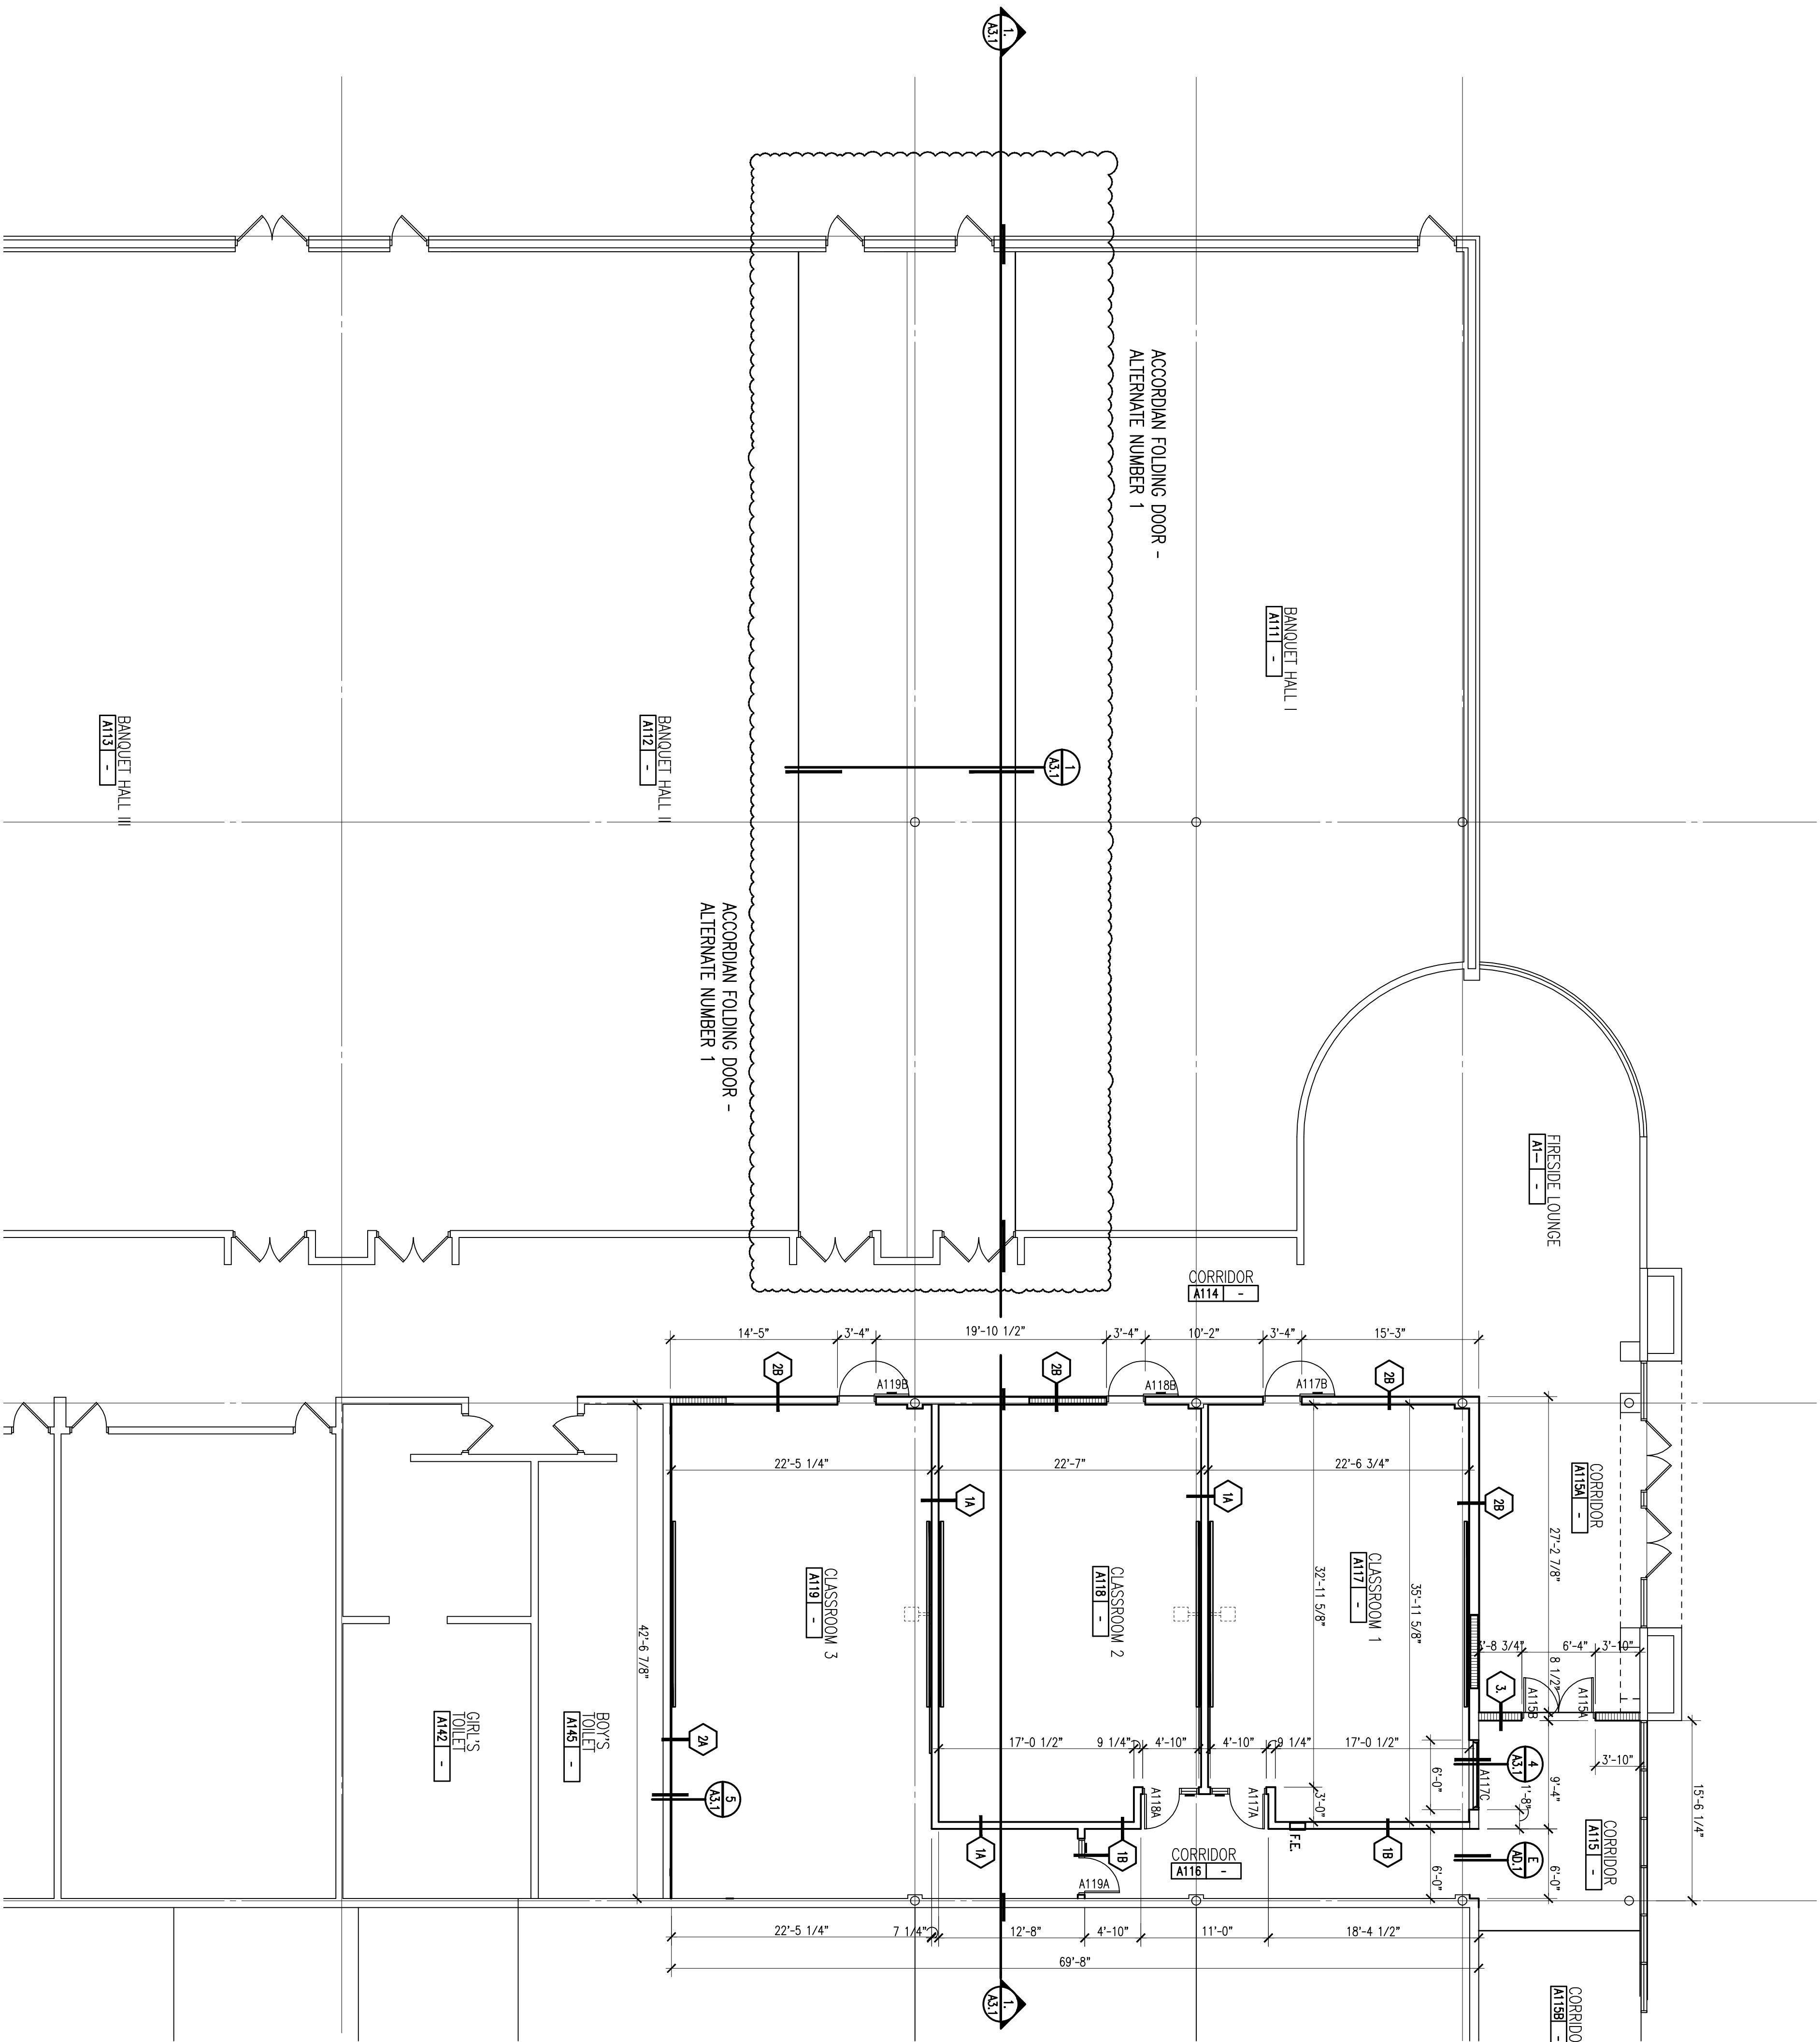 1.
A3.1
ACCORDIAN FOLDING DOOR -
ALTERNATE NUMBER 1
BANQUET HALL I
A111 -
BANQUET HALL II
A112 -
BANQUET HALL III
A113 -
1
A3.1
ACCORDIAN FOLDING DOOR -
ALTERNATE NUMBER 1
FIRESIDE LOUNGE
A1-- -
CORRIDOR
A114 -
14'-5"
3'-4"
19'-10 1/2"
3'-4"
10'-2"
3'-4"
15'-3"
2B
A119B
2B
A118B
A117B
2B
22'-5 1/4"
22'-7"
22'-6 3/4"
1A
1A
2B
CORRIDOR
A115A -
27'-2 7/8"
CLASSROOM 3
A119 -
CLASSROOM 2
A118 -
CLASSROOM 1
A117 -
32'-11 5/8"
35'-11 5/8"
42'-6 7/8"
6'-4"
3'-10"
8 1/2"
3.
A115B
A115A
GIRL'S
TOILET
A142 -
BOY'S
TOILET
A145 -
2A
5
A3.1
17'-0 1/2"
9 1/4"
4'-10"
4'-10"
9 1/4"
17'-0 1/2"
6'-0"
4
A3.1
A117C
3'-10"
9'-4"
1'-8"
15'-6 1/4"
A118A
A117A
3'-0"
1A
1B
F.E.
1B
CORRIDOR
A116 -
E
AD.1
CORRIDOR
A115 -
6'-0"
6'-0"
A119A
22'-5 1/4"
7 1/4"
12'-8"
4'-10"
11'-0"
18'-4 1/2"
69'-8"
1.
A3.1
A115B -